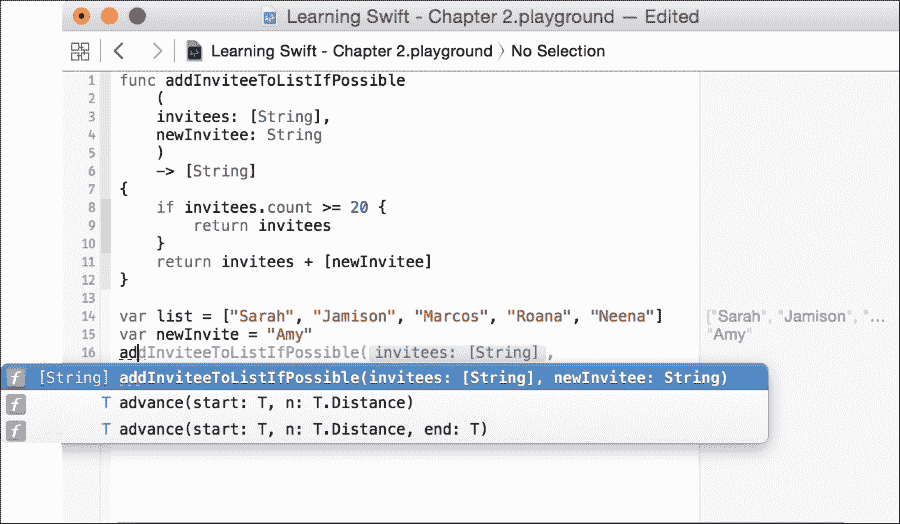 Learning Swift - Chapter 2.playground — Edited
Learning Swift - Chapter 2.playground 〉 No Selection
1 func addInviteeToListIfPossible
2 (
3 invitees: [String],
4 newInvitee: String
5 )
6 -> [String]
7 {
8 if invitees.count >= 20 {
9 return invitees
10 }
11 return invitees + [newInvitee]
12 }
13
14 var list = ["Sarah", "Jamison", "Marcos", "Roana", "Neena"] ["Sarah", "Jamison", "...
15 var newInvite = "Amy" "Amy"
16 addInviteeToListIfPossible( invitees: [String],
f [String] addInviteeToListIfPossible(invitees: [String], newInvitee: String)
f T advance(start: T, n: T.Distance)
f T advance(start: T, n: T.Distance, end: T)